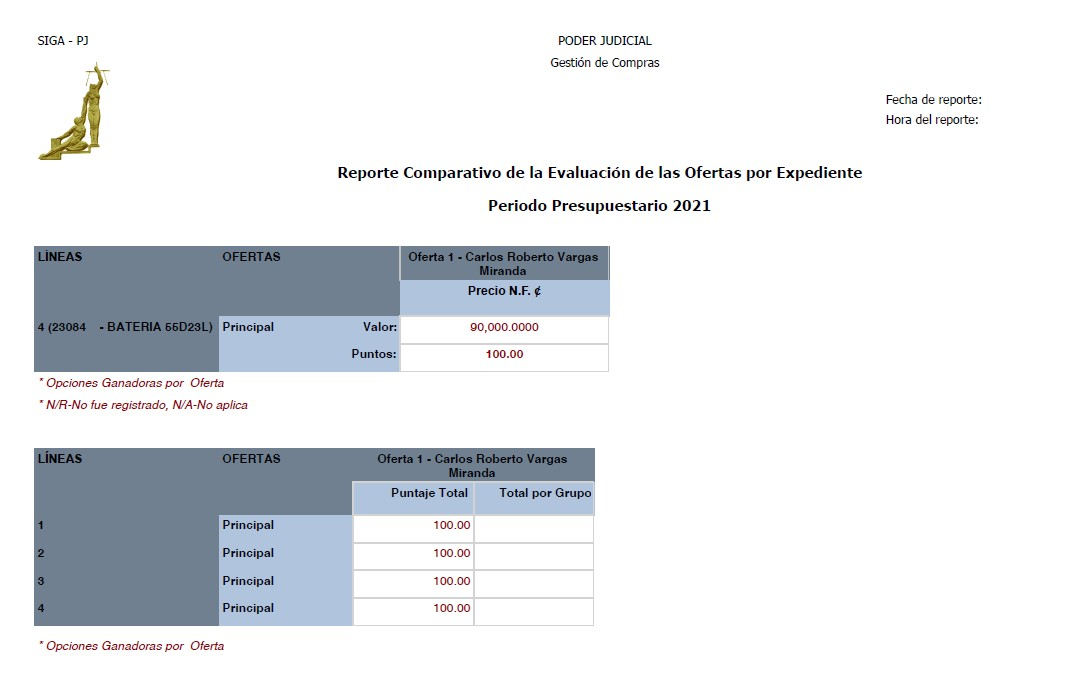 SIGA - PJ
PODER JUDICIAL
Gestión de Compras
Fecha de reporte:
Hora del reporte:
Reporte Comparativo de la Evaluación de las Ofertas por Expediente
Periodo Presupuestario 2021
LÍNEAS OFERTAS Oferta 1 - Carlos Roberto Vargas
Miranda
Precio N.F. ¢
4 (23084 - BATERIA 55D23L) Principal Valor: 90,000.0000
Puntos: 100.00
* Opciones Ganadoras por Oferta
* N/R-No fue registrado, N/A-No aplica
LÍNEAS OFERTAS Oferta 1 - Carlos Roberto Vargas
Miranda
Puntaje Total Total por Grupo
1 Principal 100.00
2 Principal 100.00
3 Principal 100.00
4 Principal 100.00
* Opciones Ganadoras por Oferta